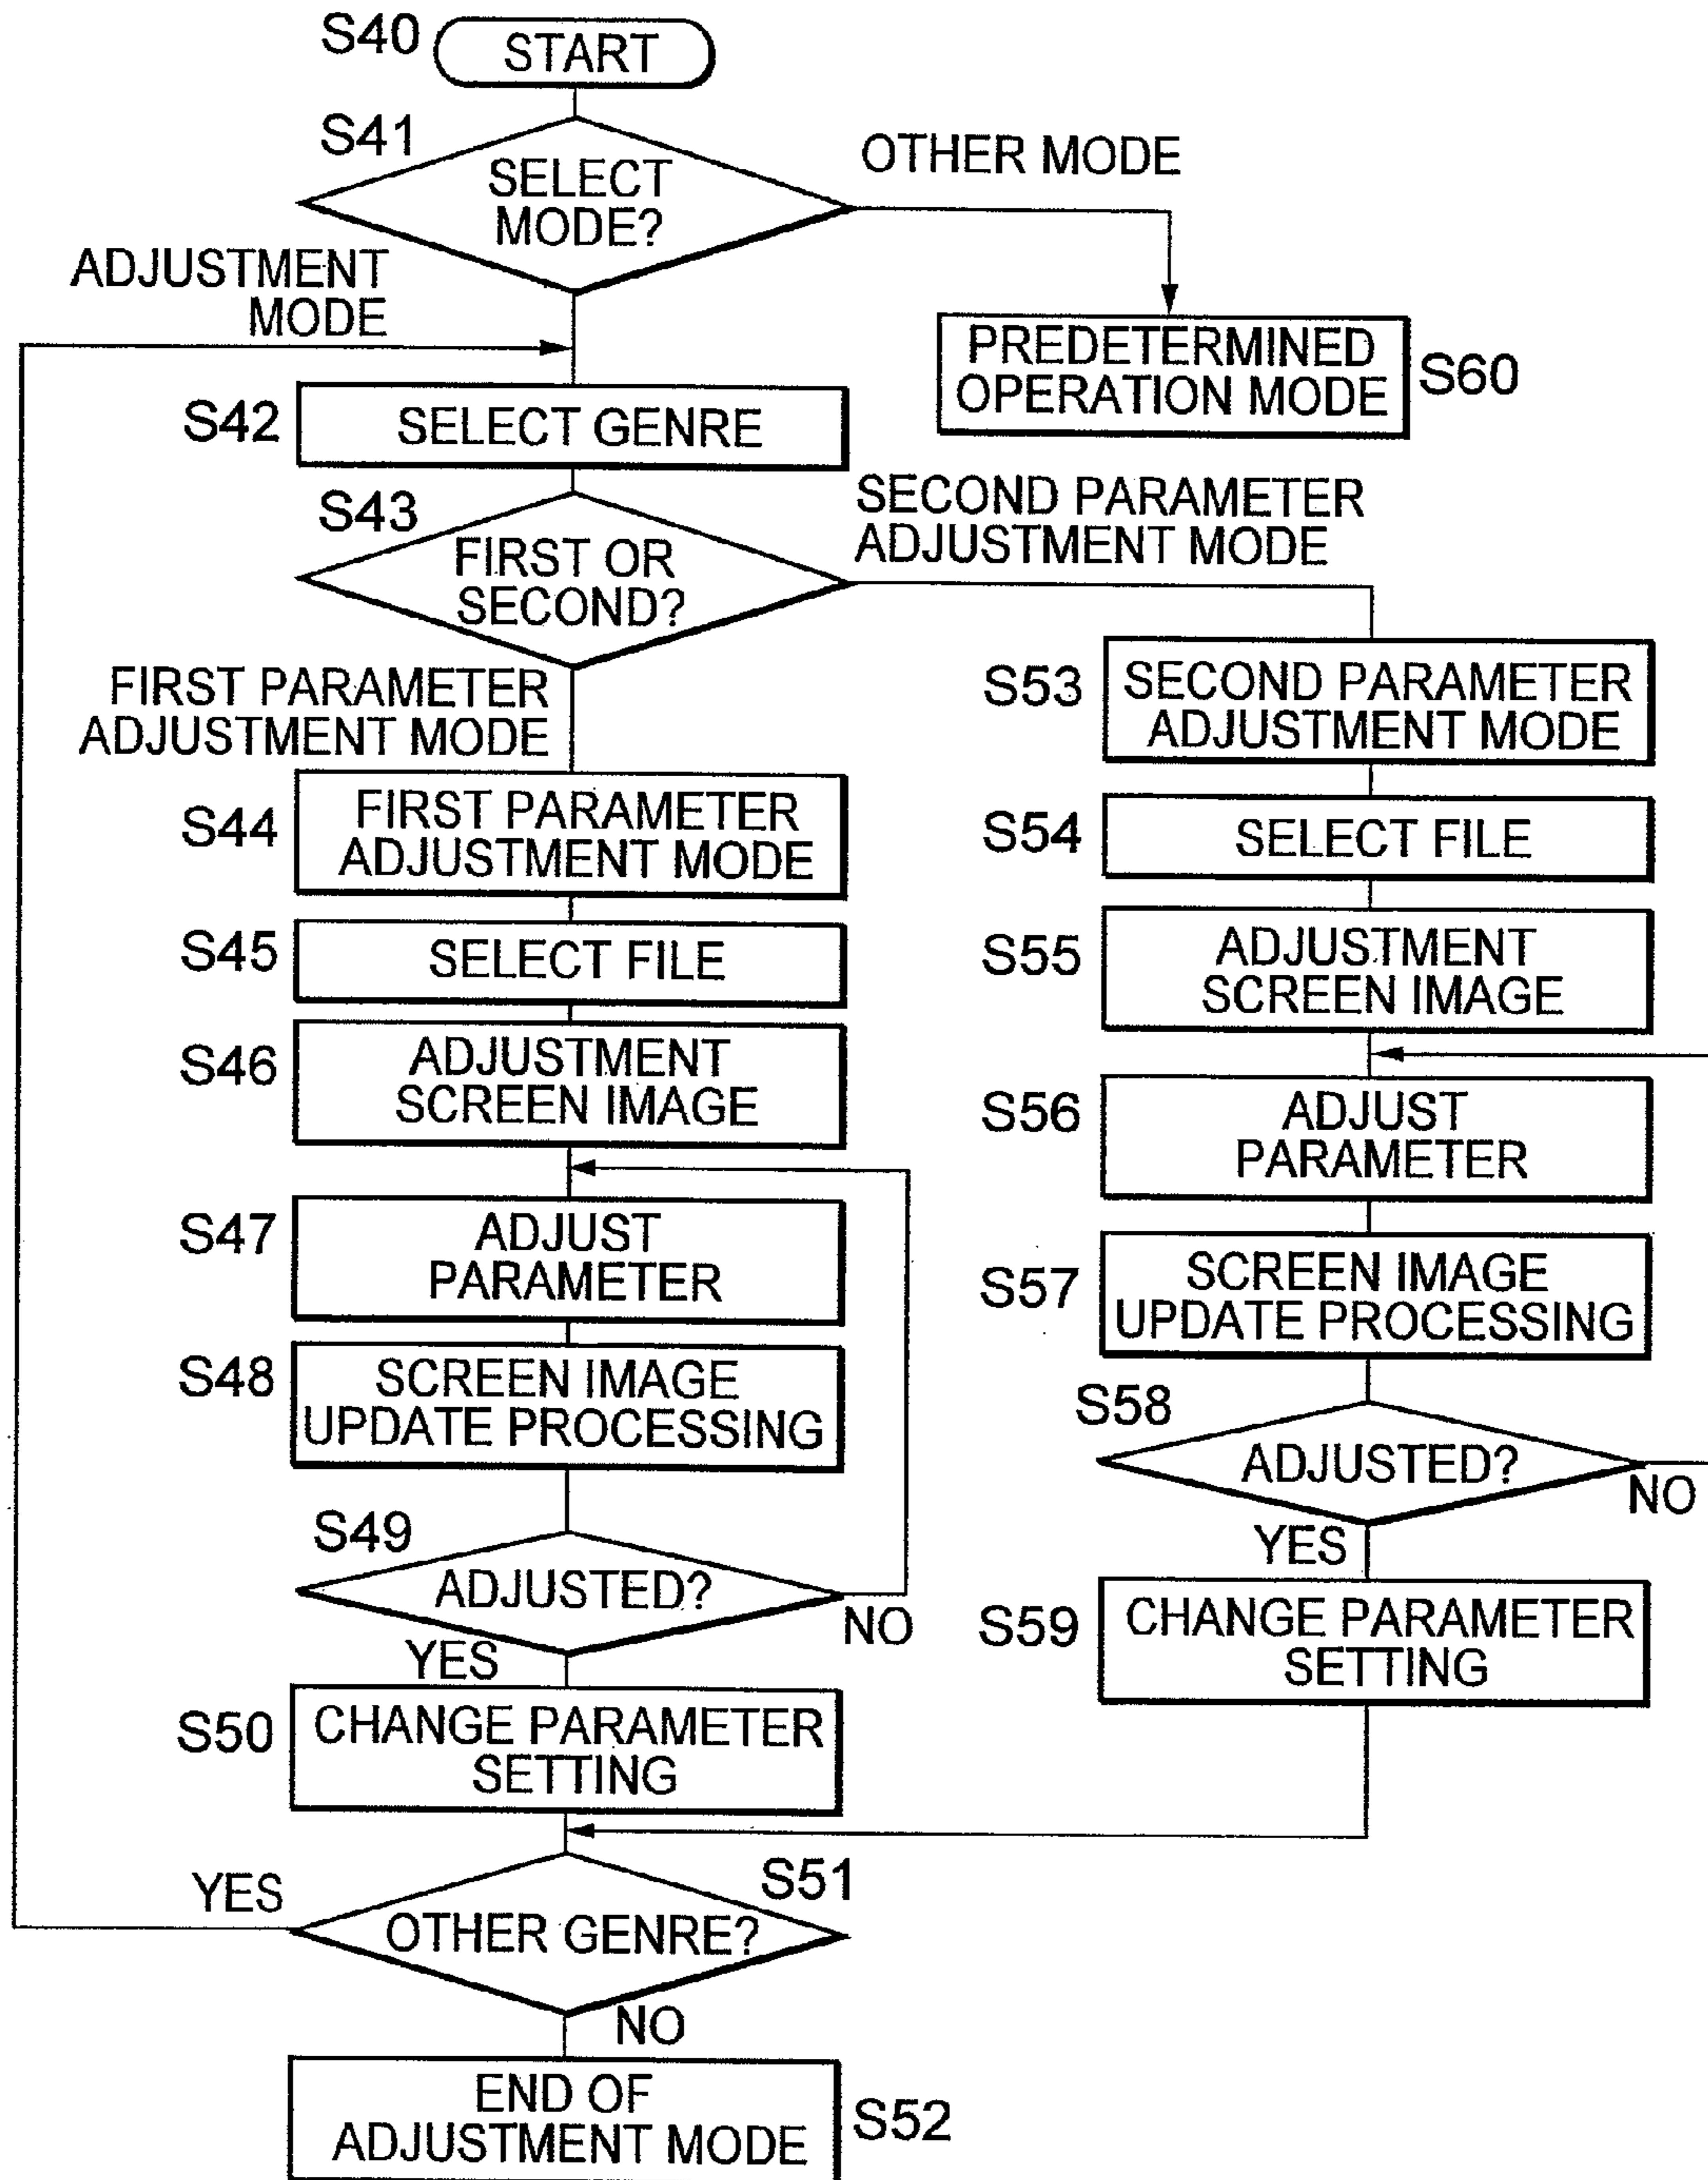 S40
START
S41
SELECT
MODE?
OTHER MODE
ADJUSTMENT
MODE
PREDETERMINED
OPERATION MODE
S60
S42
SELECT GENRE
S43
FIRST OR
SECOND?
SECOND PARAMETER
ADJUSTMENT MODE
FIRST PARAMETER
ADJUSTMENT MODE
S44
FIRST PARAMETER
ADJUSTMENT MODE
S45
SELECT FILE
S46
ADJUSTMENT
SCREEN IMAGE
S47
ADJUST
PARAMETER
S48
SCREEN IMAGE
UPDATE PROCESSING
S49
ADJUSTED?
NO
YES
S50
CHANGE PARAMETER
SETTING
S53
SECOND PARAMETER
ADJUSTMENT MODE
S54
SELECT FILE
S55
ADJUSTMENT
SCREEN IMAGE
S56
ADJUST
PARAMETER
S57
SCREEN IMAGE
UPDATE PROCESSING
S58
ADJUSTED?
NO
YES
S59
CHANGE PARAMETER
SETTING
S51
YES
OTHER GENRE?
NO
END OF
ADJUSTMENT MODE
S52